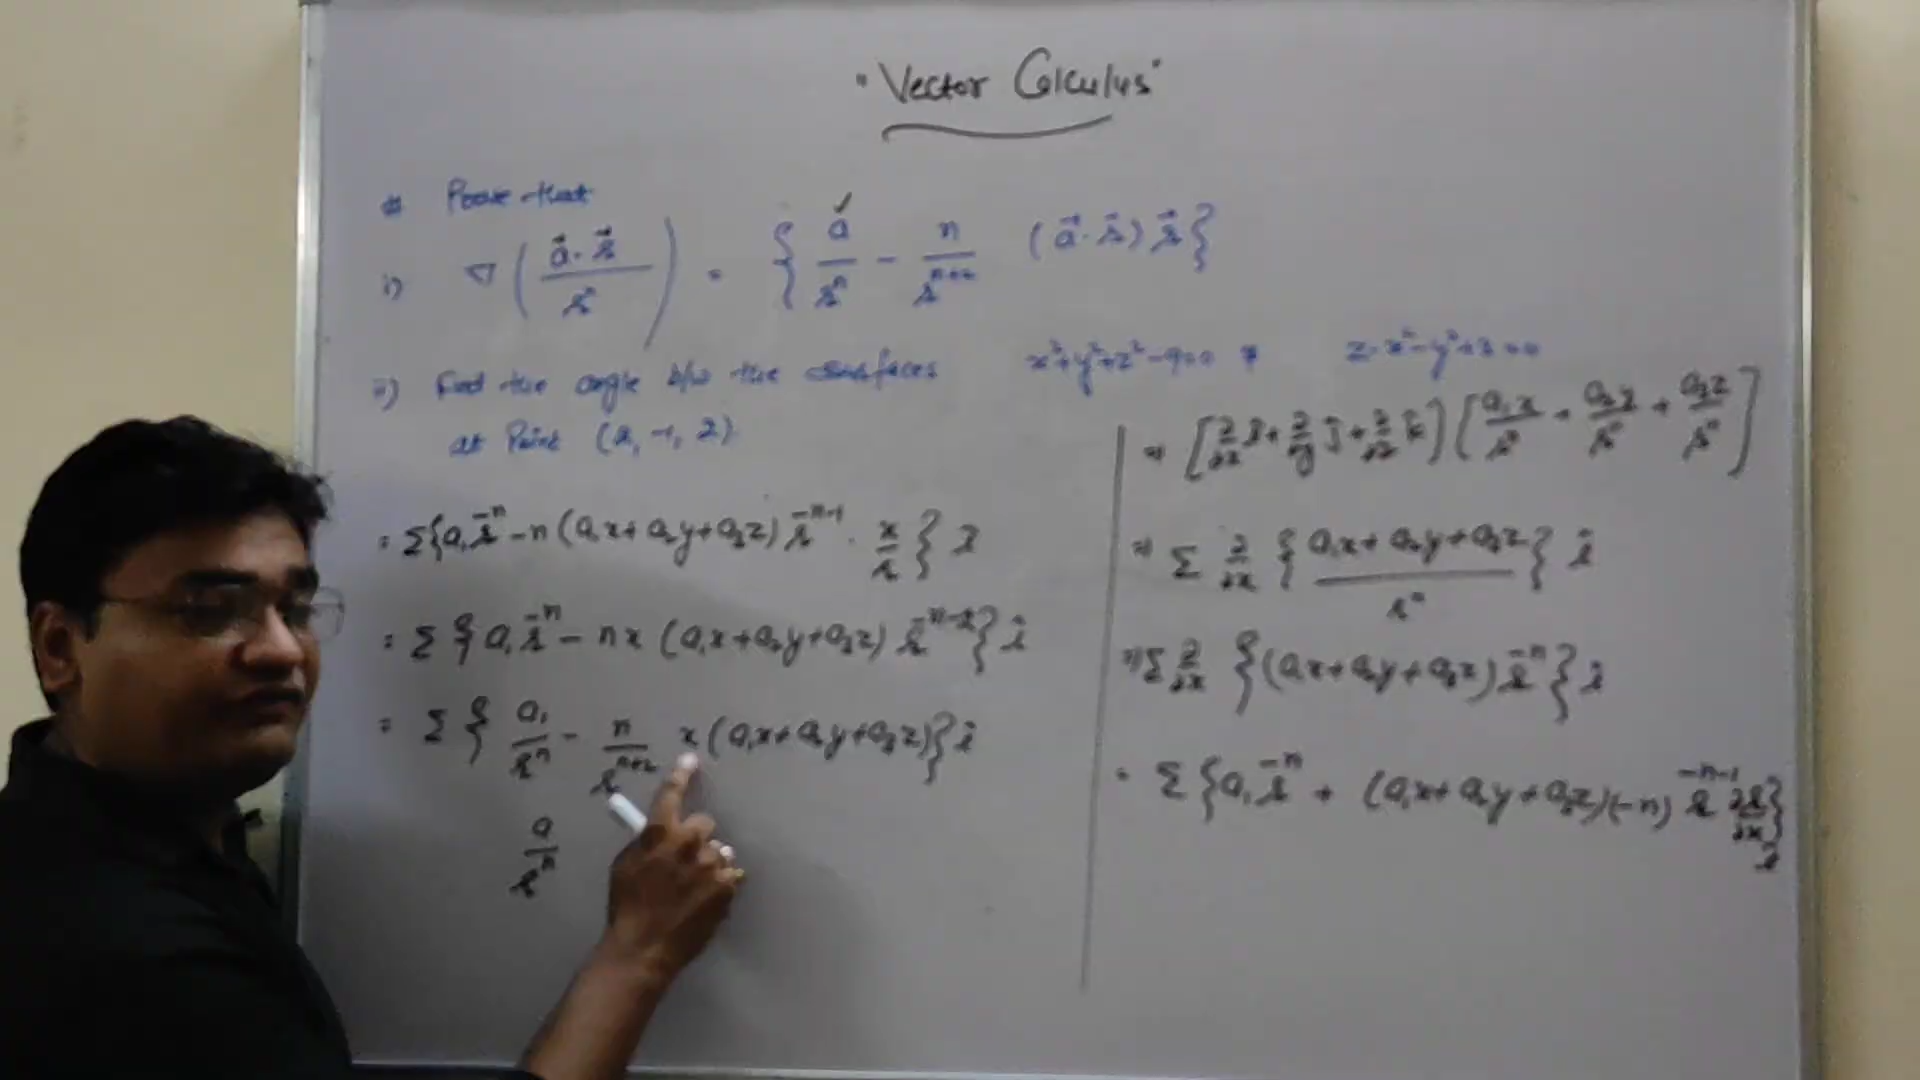 "Vector Calculus"
# Prove that
i) ∇ ( a⃗ · r⃗ / rⁿ ) = { a⃗ / rⁿ - n / rⁿ⁺² (a⃗ · r⃗) r⃗ }
ii) Find the angle b/w the surfaces x²+y²+z²-9=0 & z-x²-y²+3=0
at Point (2, -1, 2).
= Σ{a₁r⁻ⁿ - n(a₁x+a₂y+a₃z) r⁻ⁿ⁻¹ · x/r } î
= Σ { a₁r⁻ⁿ - nx (a₁x+a₂y+a₃z) r⁻ⁿ⁻² } î
= Σ { a₁/rⁿ - n/rⁿ⁺² x(a₁x+a₂y+a₃z) } î
a/rⁿ
⇒ [∂/∂x î + ∂/∂y ĵ + ∂/∂z k̂] [a₁x/rⁿ + a₂y/rⁿ + a₃z/rⁿ]
⇒ Σ ∂/∂x { a₁x+a₂y+a₃z / rⁿ } î
⇒ Σ ∂/∂x {(a₁x+a₂y+a₃z) r⁻ⁿ} î
= Σ {a₁r⁻ⁿ + (a₁x+a₂y+a₃z)(-n) r⁻ⁿ⁻¹ ∂r/∂x} î